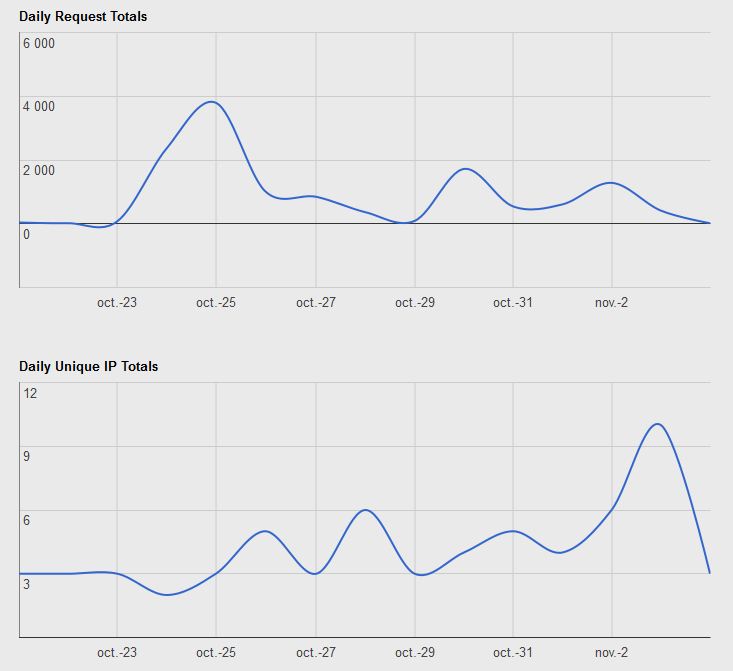 Daily Request Totals
6 000
4 000
2 000
0
oct.-23 oct.-25 oct.-27 oct.-29 oct.-31 nov.-2
Daily Unique IP Totals
12
9
6
3
oct.-23 oct.-25 oct.-27 oct.-29 oct.-31 nov.-2